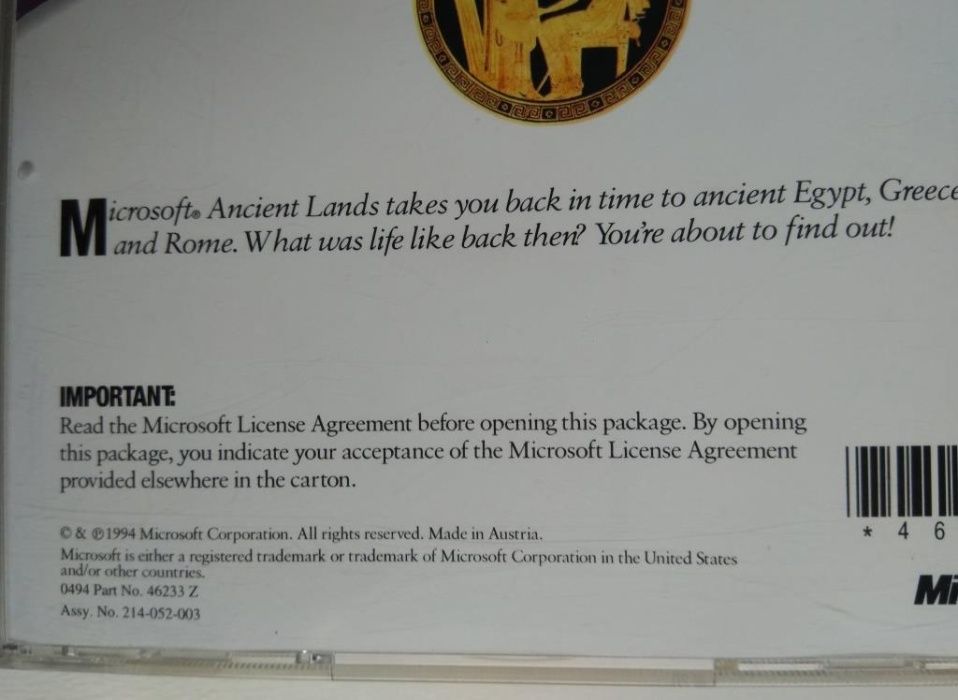 Microsoft® Ancient Lands takes you back in time to ancient Egypt, Greece
and Rome. What was life like back then? You're about to find out!
IMPORTANT:
Read the Microsoft License Agreement before opening this package. By opening
this package, you indicate your acceptance of the Microsoft License Agreement
provided elsewhere in the carton.
* 4 6
© & ℗1994 Microsoft Corporation. All rights reserved. Made in Austria.
Microsoft is either a registered trademark or trademark of Microsoft Corporation in the United States
and/or other countries.
0494 Part No. 46233 Z
Assy. No. 214-052-003
Mi